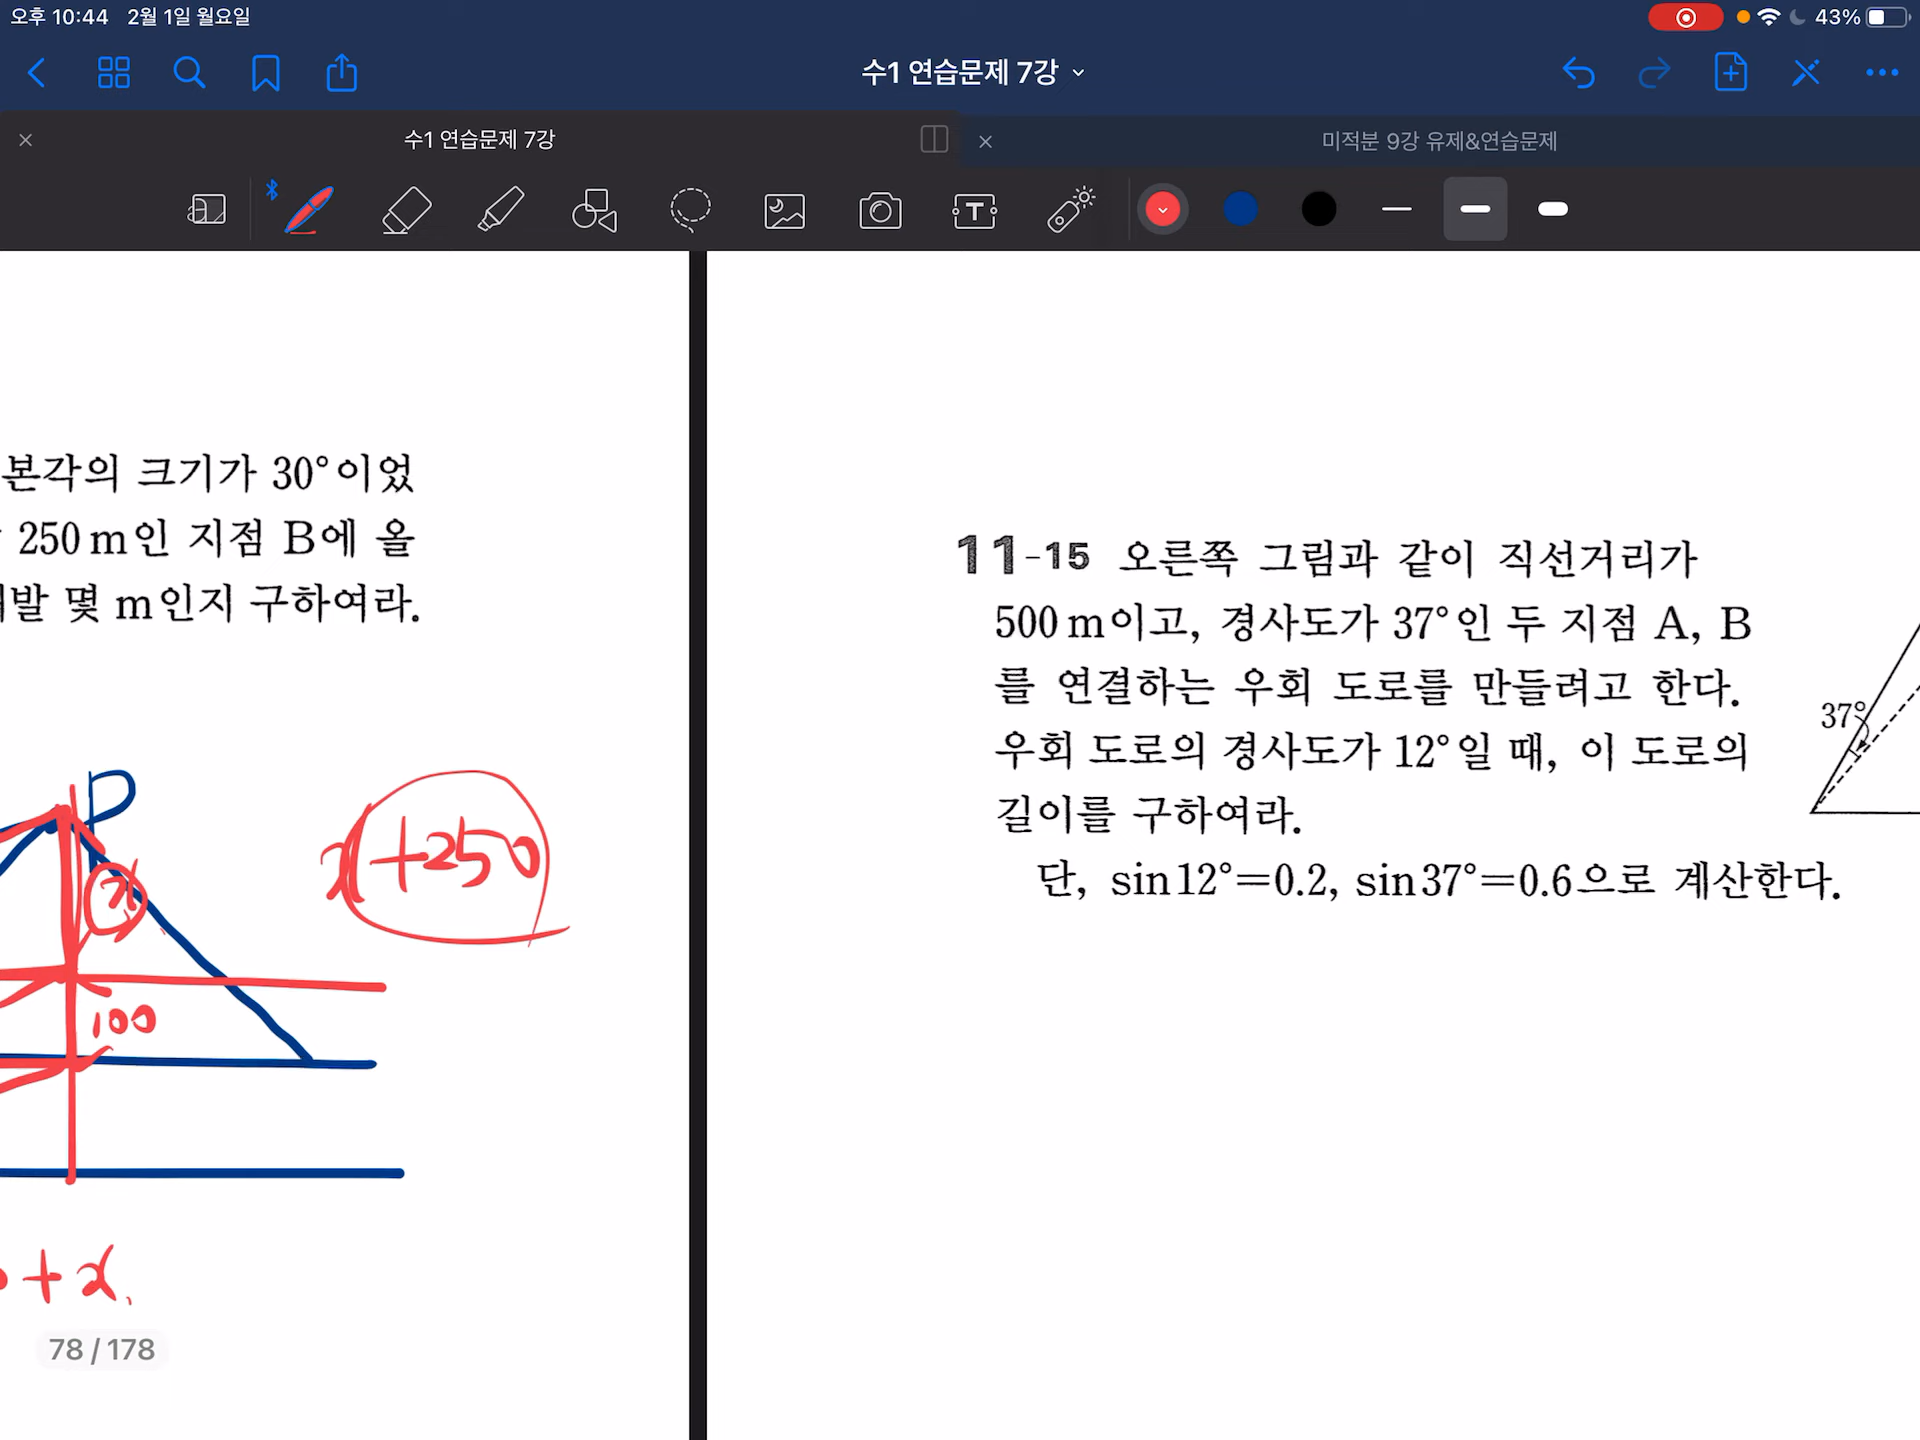 오후 10:44 2월 1일 월요일
43%
수1 연습문제 7강
수1 연습문제 7강
미적분 9강 유제&연습문제
본각의 크기가 30°이었
250 m인 지점 B에 올
발 몇 m인지 구하여라.
P
x
x+250
100
+x
78 / 178
11-15 오른쪽 그림과 같이 직선거리가
500 m이고, 경사도가 37°인 두 지점 A, B
를 연결하는 우회 도로를 만들려고 한다.
우회 도로의 경사도가 12°일 때, 이 도로의
길이를 구하여라.
단, sin12°=0.2, sin37°=0.6으로 계산한다.
37°